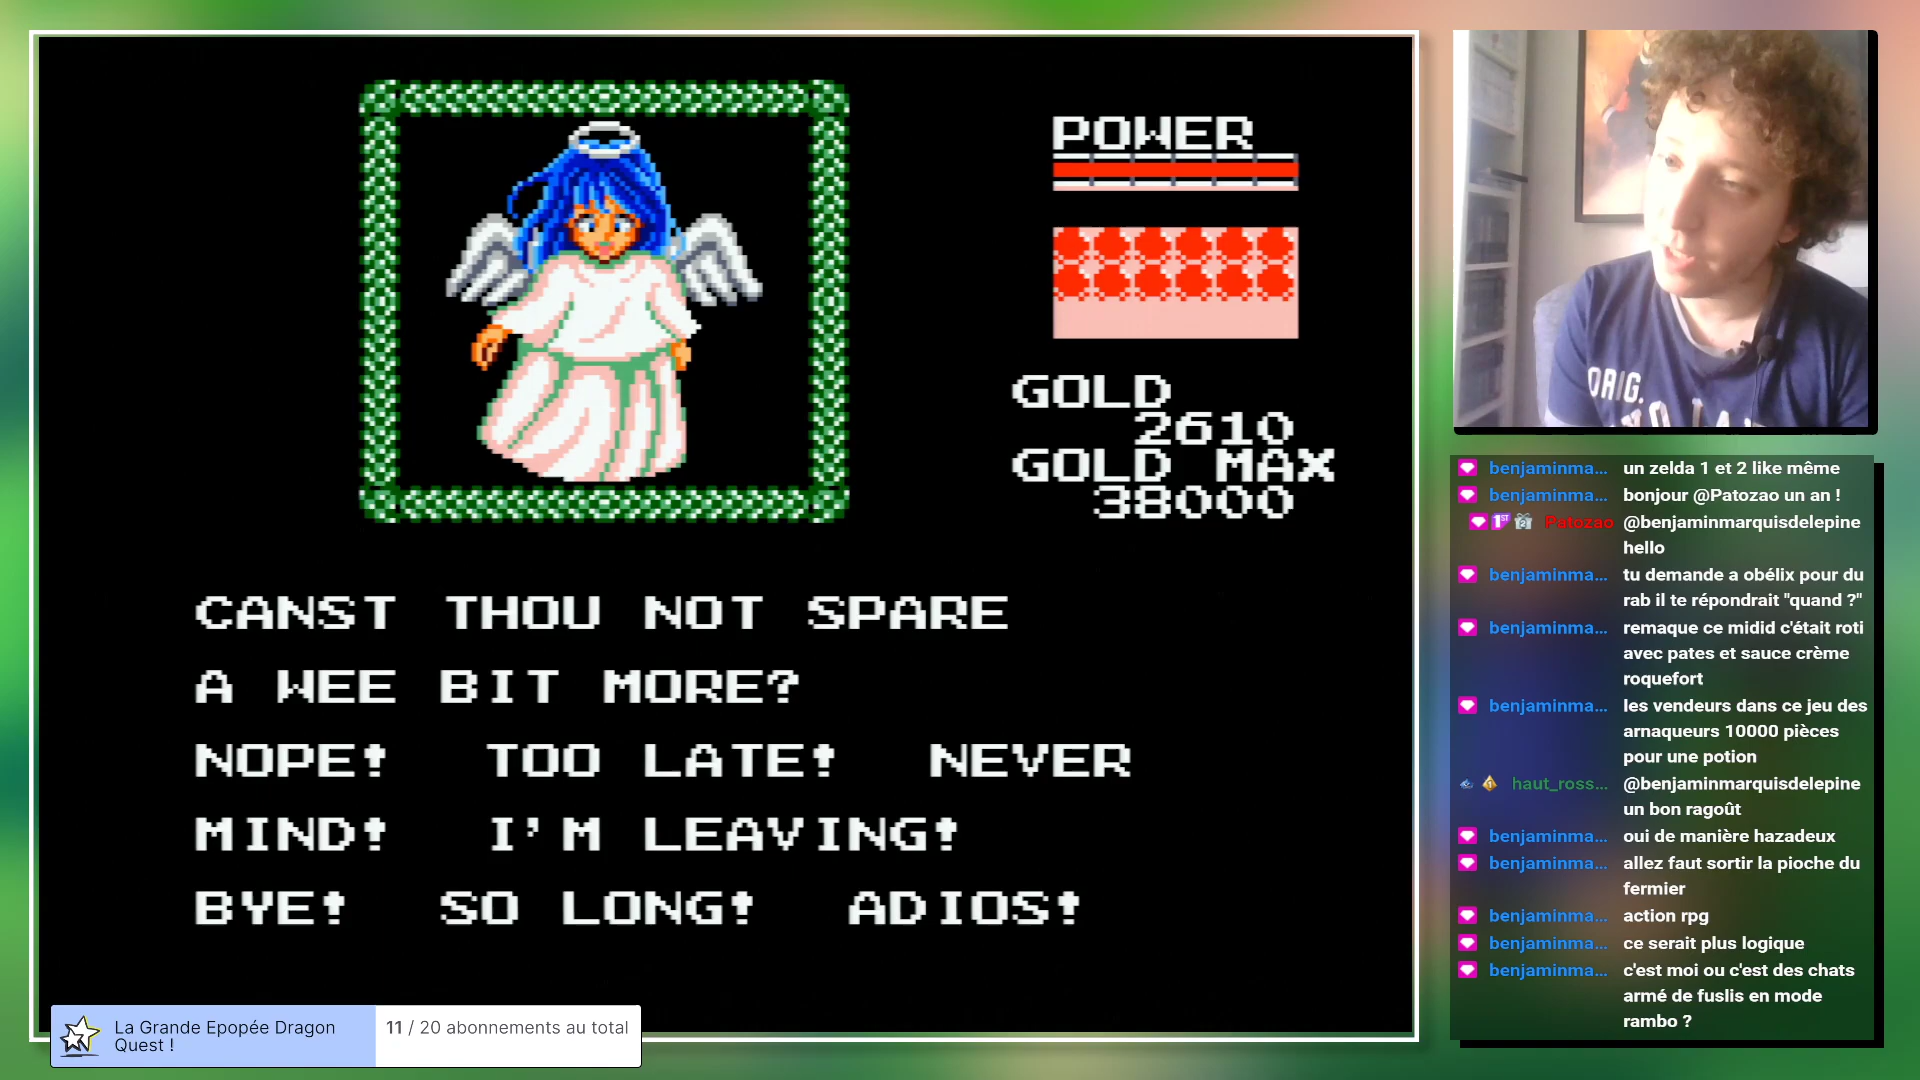 POWER
GOLD
2610
GOLD MAX
38000
CANST THOU NOT SPARE
A WEE BIT MORE?
NOPE! TOO LATE! NEVER
MIND! I'M LEAVING!
BYE! SO LONG! ADIOS!
La Grande Epopée Dragon
Quest !
11 / 20 abonnements au total
ORIG.
benjaminma... un zelda 1 et 2 like même
benjaminma... bonjour @Patozao un an !
1ST 2 Patozao @benjaminmarquisdelepine
hello
benjaminma... tu demande a obélix pour du
rab il te répondrait "quand ?"
benjaminma... remaque ce midid c'était roti
avec pates et sauce crème
roquefort
benjaminma... les vendeurs dans ce jeu des
arnaqueurs 10000 pièces
pour une potion
haut_ross... @benjaminmarquisdelepine
un bon ragoût
benjaminma... oui de manière hazadeux
benjaminma... allez faut sortir la pioche du
fermier
benjaminma... action rpg
benjaminma... ce serait plus logique
benjaminma... c'est moi ou c'est des chats
armé de fuslis en mode
rambo ?